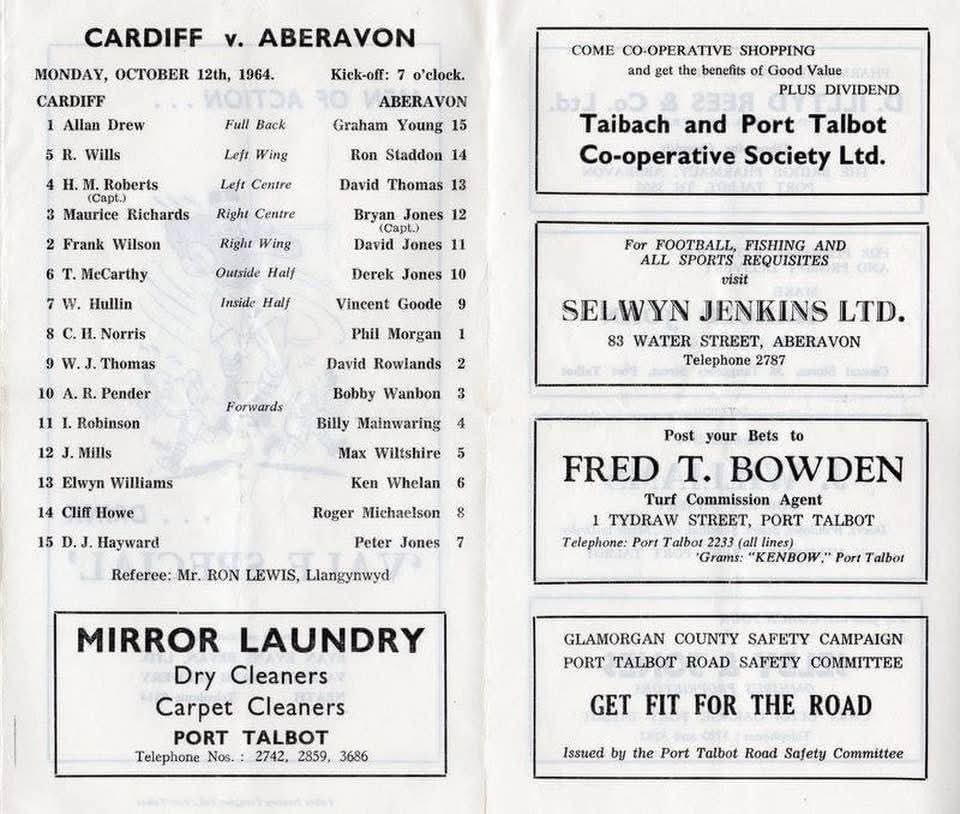 CARDIFF v. ABERAVON
MONDAY, OCTOBER 12th, 1964. Kick-off: 7 o'clock.
CARDIFF ABERAVON
1 Allan Drew Full Back Graham Young 15
5 R. Wills Left Wing Ron Staddon 14
4 H. M. Roberts Left Centre David Thomas 13
(Capt.)
3 Maurice Richards Right Centre Bryan Jones 12
(Capt.)
2 Frank Wilson Right Wing David Jones 11
6 T. McCarthy Outside Half Derek Jones 10
7 W. Hullin Inside Half Vincent Goode 9
8 C. H. Norris Phil Morgan 1
9 W. J. Thomas David Rowlands 2
10 A. R. Pender Bobby Wanbon 3
Forwards
11 I. Robinson Billy Mainwaring 4
12 J. Mills Max Wiltshire 5
13 Elwyn Williams Ken Whelan 6
14 Cliff Howe Roger Michaelson 8
15 D. J. Hayward Peter Jones 7
Referee: Mr. RON LEWIS, Llangynwyd
MIRROR LAUNDRY
Dry Cleaners
Carpet Cleaners
PORT TALBOT
Telephone Nos. : 2742, 2859, 3686
COME CO-OPERATIVE SHOPPING
and get the benefits of Good Value
PLUS DIVIDEND
Taibach and Port Talbot
Co-operative Society Ltd.
For FOOTBALL, FISHING AND
ALL SPORTS REQUISITES
visit
SELWYN JENKINS LTD.
83 WATER STREET, ABERAVON
Telephone 2787
Post your Bets to
FRED T. BOWDEN
Turf Commission Agent
1 TYDRAW STREET, PORT TALBOT
Telephone: Port Talbot 2233 (all lines)
'Grams: "KENBOW," Port Talbot
GLAMORGAN COUNTY SAFETY CAMPAIGN
PORT TALBOT ROAD SAFETY COMMITTEE
GET FIT FOR THE ROAD
Issued by the Port Talbot Road Safety Committee